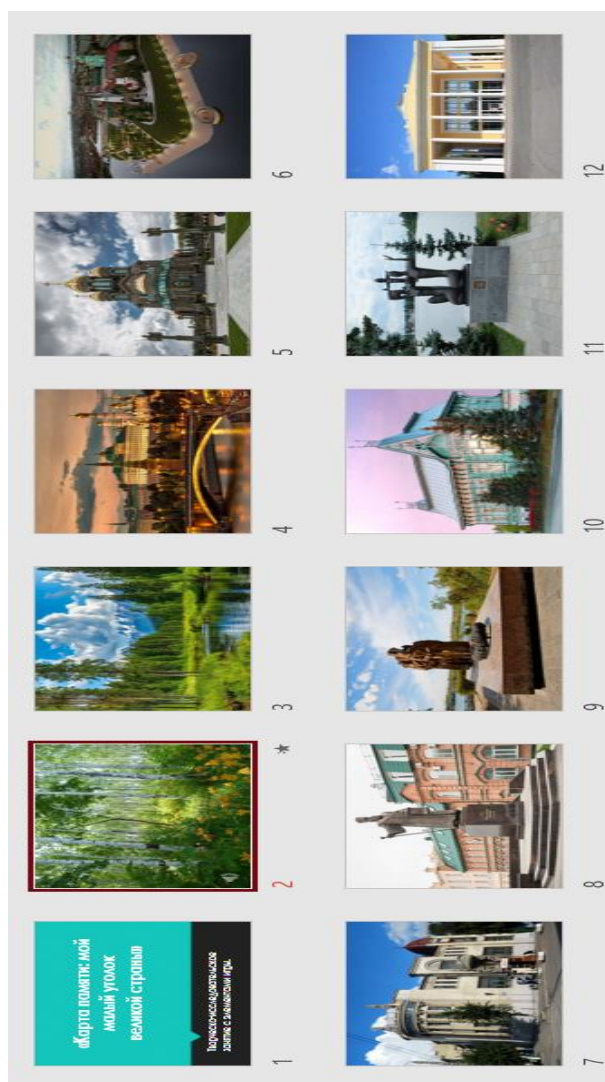 «Карта памяти: мой
малый уголок
великой страны»
Творческо-исследовательское
занятие с элементами игры.
1
2
3
4
5
6
7
8
9
10
11
12